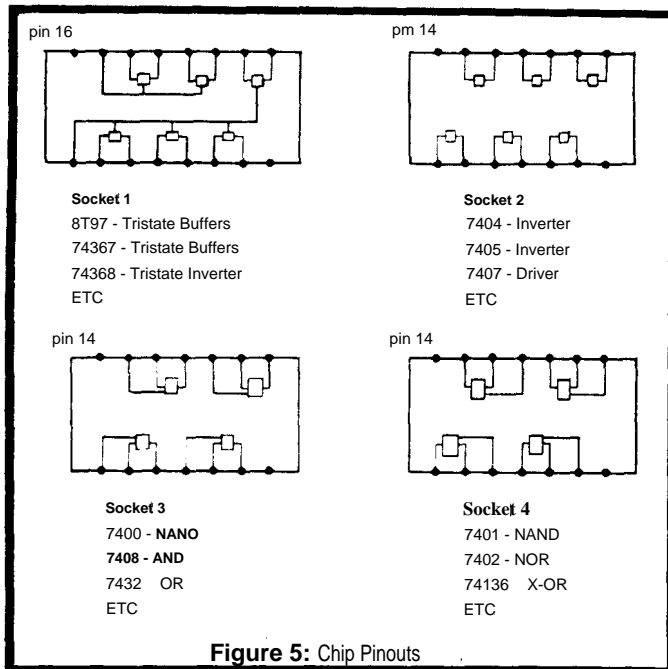 pin 16
pm 14
Socket 1
8T97 - Tristate Buffers
74367 - Tristate Buffers
74368 - Tristate Inverter
ETC
Socket 2
7404 - Inverter
7405 - Inverter
7407 - Driver
ETC
pin 14
pin 14
Socket 3
7400 - NANO
7408 - AND
7432 OR
ETC
Socket 4
7401 - NAND
7402 - NOR
74136 X-OR
ETC
Figure 5: Chip Pinouts